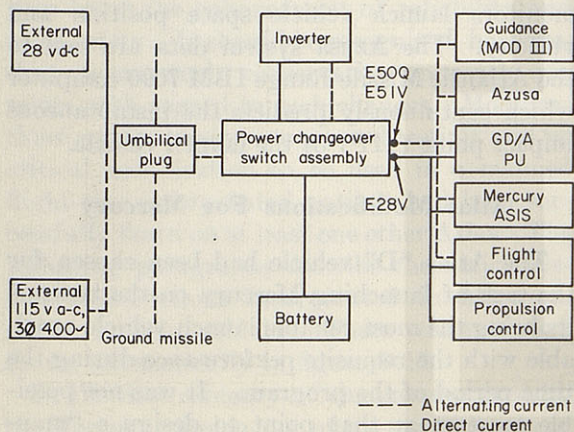 External
28 v d-c
Inverter
Guidance
(MOD III)
E50Q
E51V
Azusa
Umbilical
plug
Power changeover
switch assembly
GD/A
PU
E28V
Mercury
ASIS
Flight
control
External
115 v a-c,
3Ø 400~
Ground missile
Battery
Propulsion
control
Alternating current
Direct current